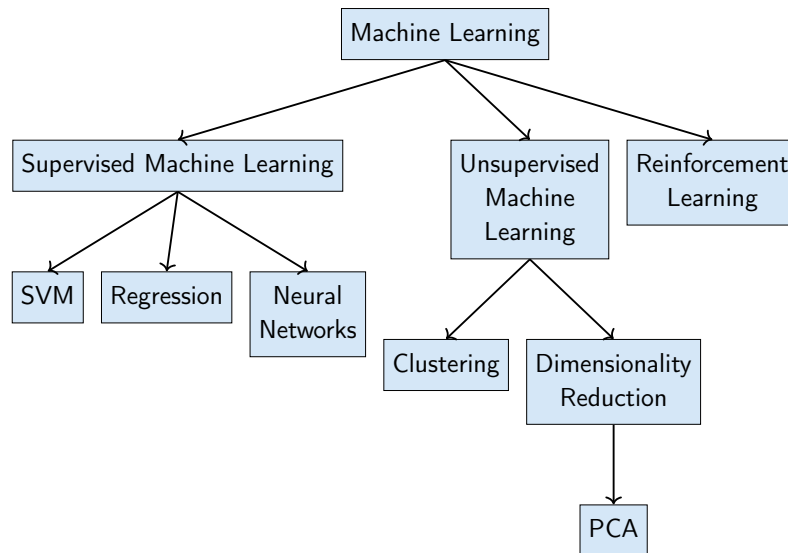 Machine Learning
Supervised Machine Learning
Unsupervised
Machine
Learning
Reinforcement
Learning
SVM
Regression
Neural
Networks
Clustering
Dimensionality
Reduction
PCA